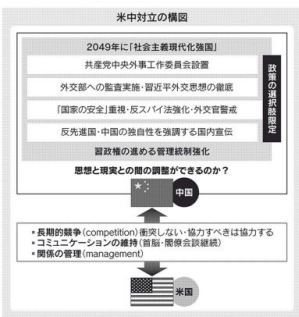 米中対立の構図
2049年に「社会主義現代化強国」
共産党中央外事工作委員会設置
外交部への監査実施・習近平外交思想の徹底
「国家の安全」重視・反スパイ法強化・外交官警戒
反先進国・中国の独自性を強調する国内宣伝
習政権の進める管理統制強化
政策の選択肢限定
思想と現実との間の調整ができるのか？
中国
・長期的競争(competition)衝突しない・協力すべきは協力する
・コミュニケーションの維持(首脳・閣僚会談継続)
・関係の管理(management)
米国